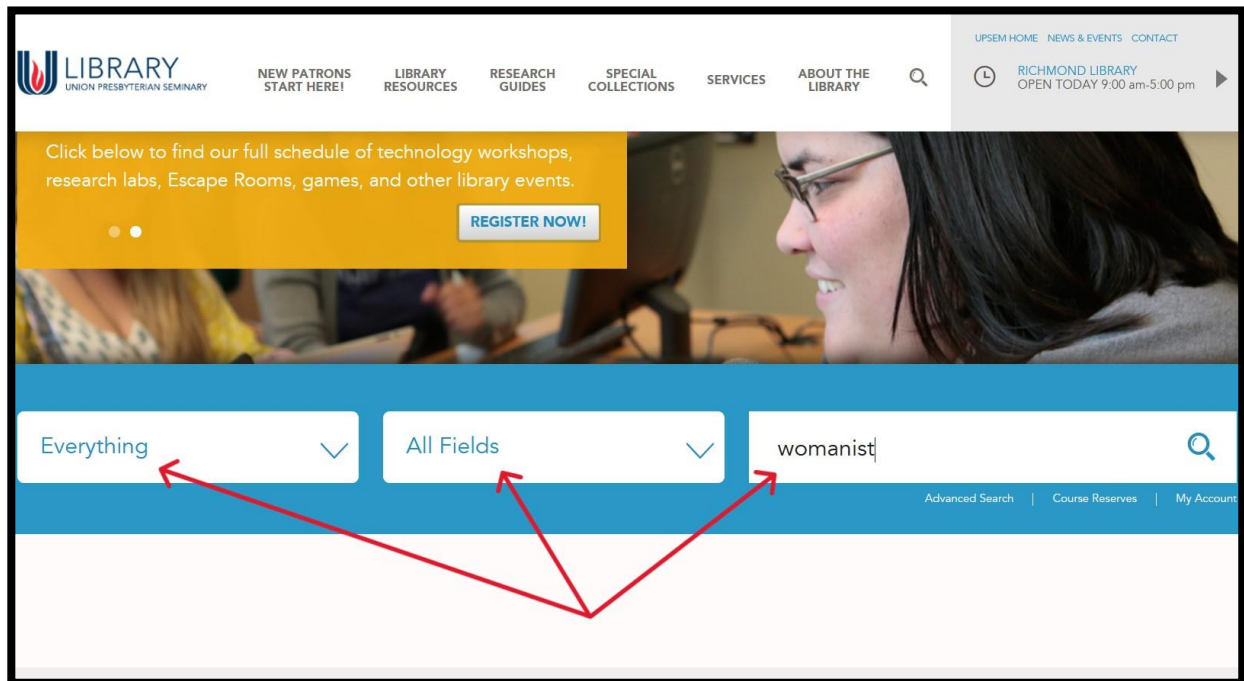 LIBRARY
UNION PRESBYTERIAN SEMINARY
NEW PATRONS
START HERE!
LIBRARY
RESOURCES
RESEARCH
GUIDES
SPECIAL
COLLECTIONS
SERVICES
ABOUT THE
LIBRARY
UPSEM HOME NEWS & EVENTS CONTACT
RICHMOND LIBRARY
OPEN TODAY 9:00 am-5:00 pm
Click below to find our full schedule of technology workshops,
research labs, Escape Rooms, games, and other library events.
REGISTER NOW!
Everything
All Fields
womanist
Advanced Search | Course Reserves | My Account